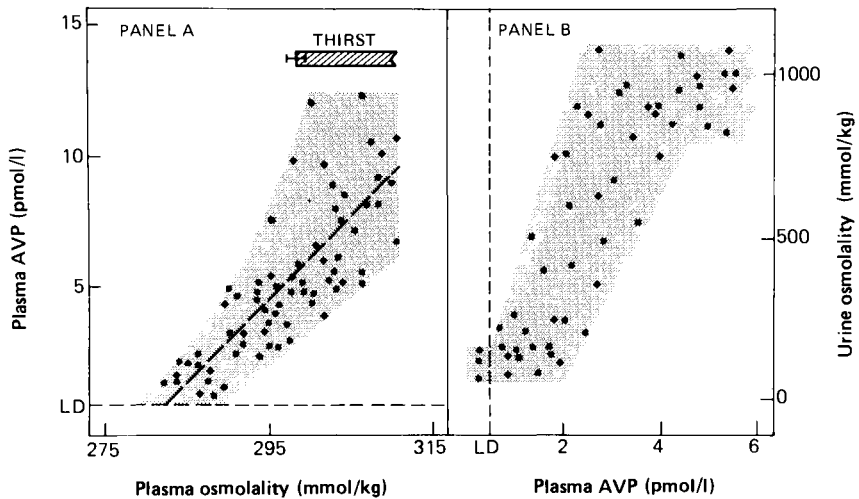 15
PANEL A
THIRST
PANEL B
1000
10
Plasma AVP (pmol/l)
Urine osmolality (mmol/kg)
500
5
LD
0
275
295
315
LD
2
4
6
Plasma osmolality (mmol/kg)
Plasma AVP (pmol/l)